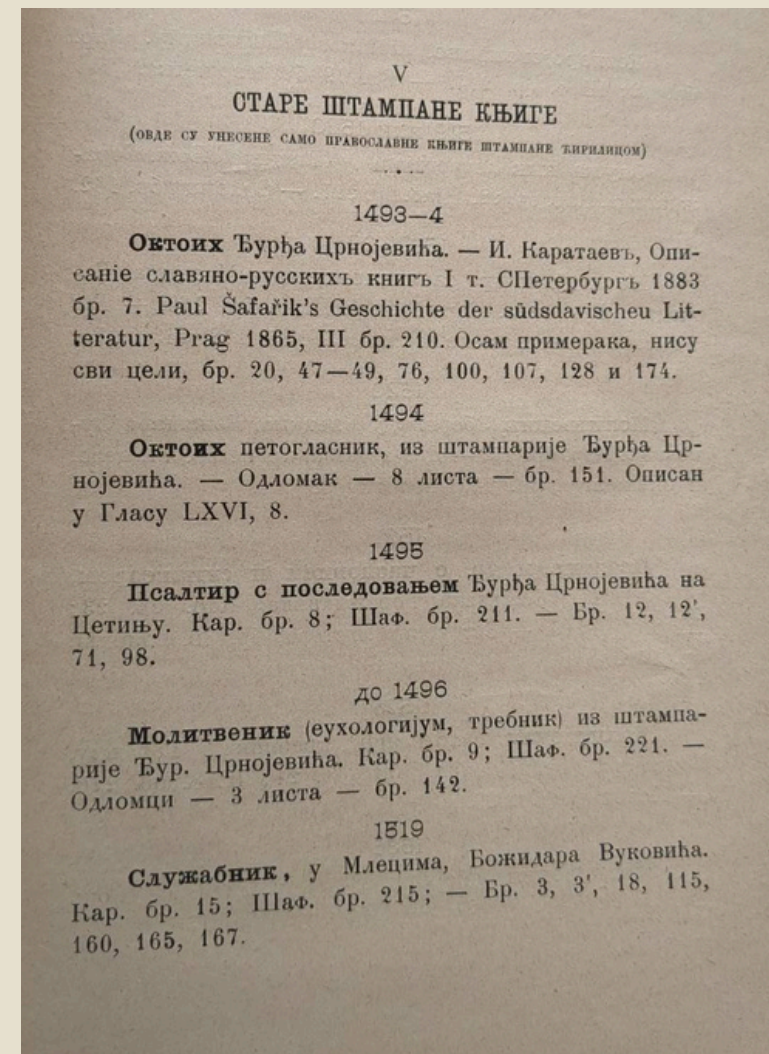 V
СТАРЕ ШТАМПАНЕ КЊИГЕ
(ОВДЕ СУ УНЕСЕНЕ САМО ПРАВОСЛАВНЕ КЊИГЕ ШТАМПАНЕ ЋИРИЛИЦОМ)
1493—4
Октоих Ђурђа Црнојевића. — И. Каратаевъ, Опи-
саніе славяно-русскихъ книгъ I т. СПетербургъ 1883
бр. 7. Paul Šafařik's Geschichte der südsdavischeu Lit-
teratur, Prag 1865, III бр. 210. Осам примерака, нису
сви цели, бр. 20, 47—49, 76, 100, 107, 128 и 174.
1494
Октоих петогласник, из штампарије Ђурђа Цр-
нојевића. — Одломак — 8 листа — бр. 151. Описан
у Гласу LXVI, 8.
1495
Псалтир с последовањем Ђурђа Црнојевића на
Цетињу. Кар. бр. 8; Шаф. бр. 211. — Бр. 12, 12',
71, 98.
до 1496
Молитвеник (еухологијум, требник) из штампа-
рије Ђур. Црнојевића. Кар. бр. 9; Шаф. бр. 221. —
Одломци — 3 листа — бр. 142.
1519
Служабник, у Млецима, Божидара Вуковића.
Кар. бр. 15; Шаф. бр. 215; — Бр. 3, 3', 18, 115,
160, 165, 167.